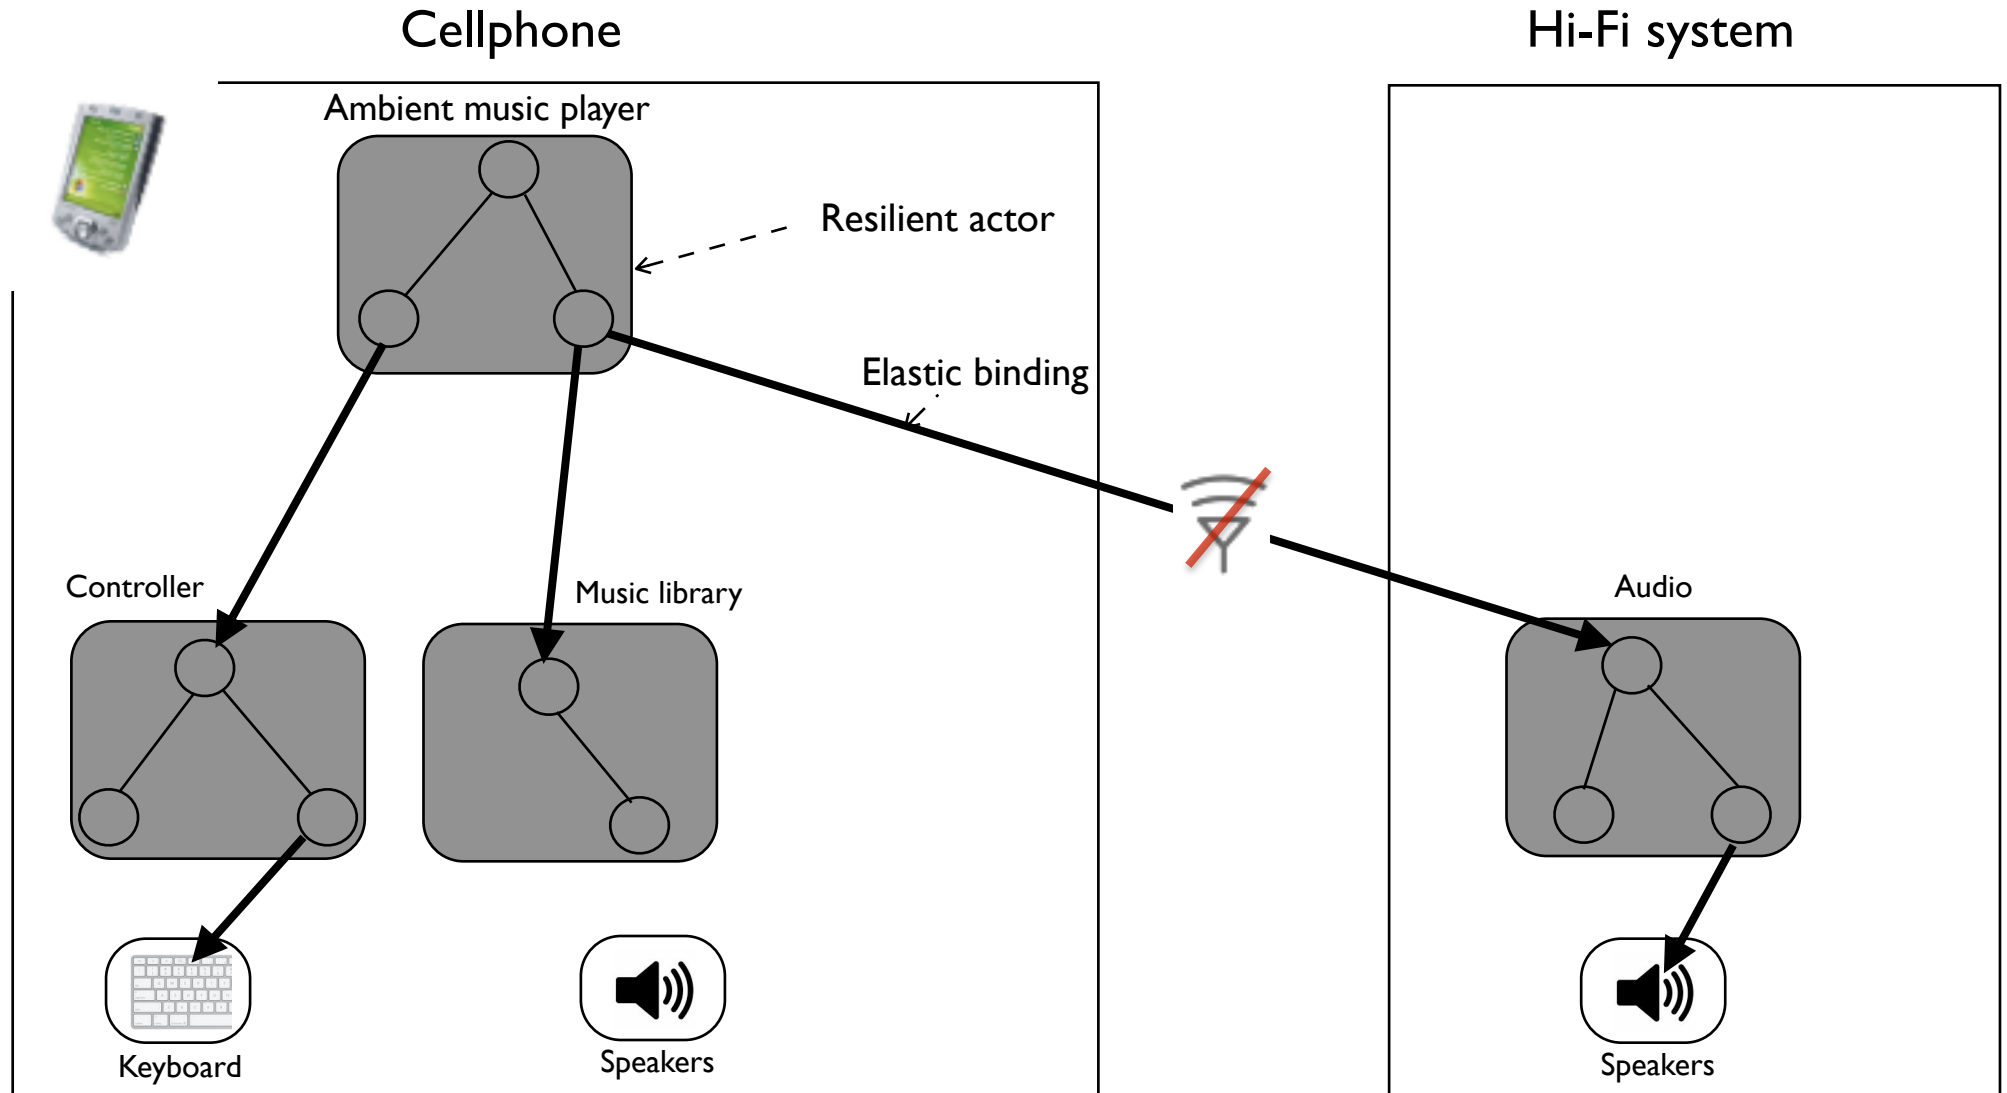 Cellphone
Hi-Fi system
Ambient music player
Resilient actor
Elastic binding
Controller
Music library
Audio
Keyboard
Speakers
Speakers